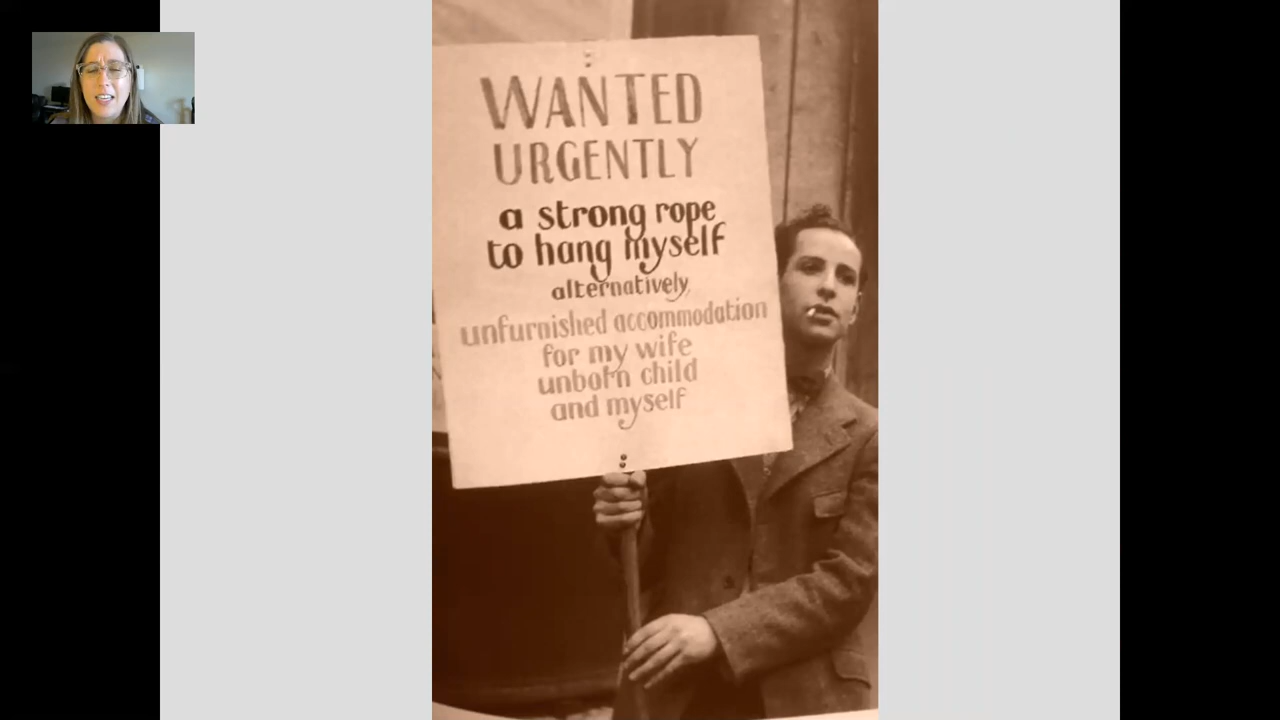 WANTED
URGENTLY
a strong rope
to hang myself
alternatively,
unfurnished accommodation
for my wife
unborn child
and myself